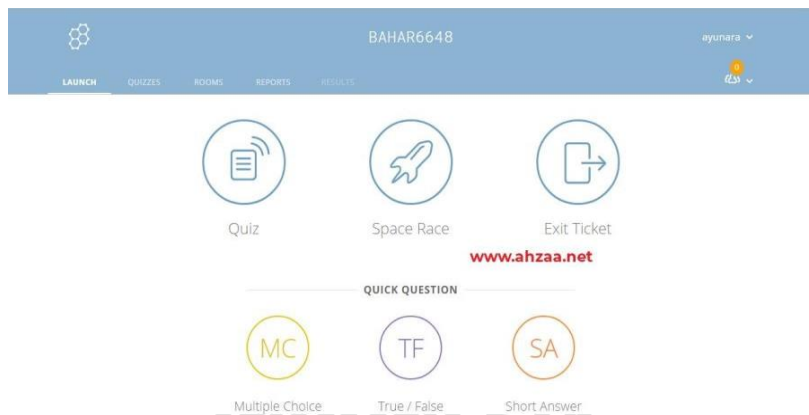 BAHAR6648
ayunara
LAUNCH QUIZZES ROOMS REPORTS RESULTS
0
Quiz Space Race Exit Ticket
www.ahzaa.net
QUICK QUESTION
MC TF SA
Multiple Choice True / False Short Answer